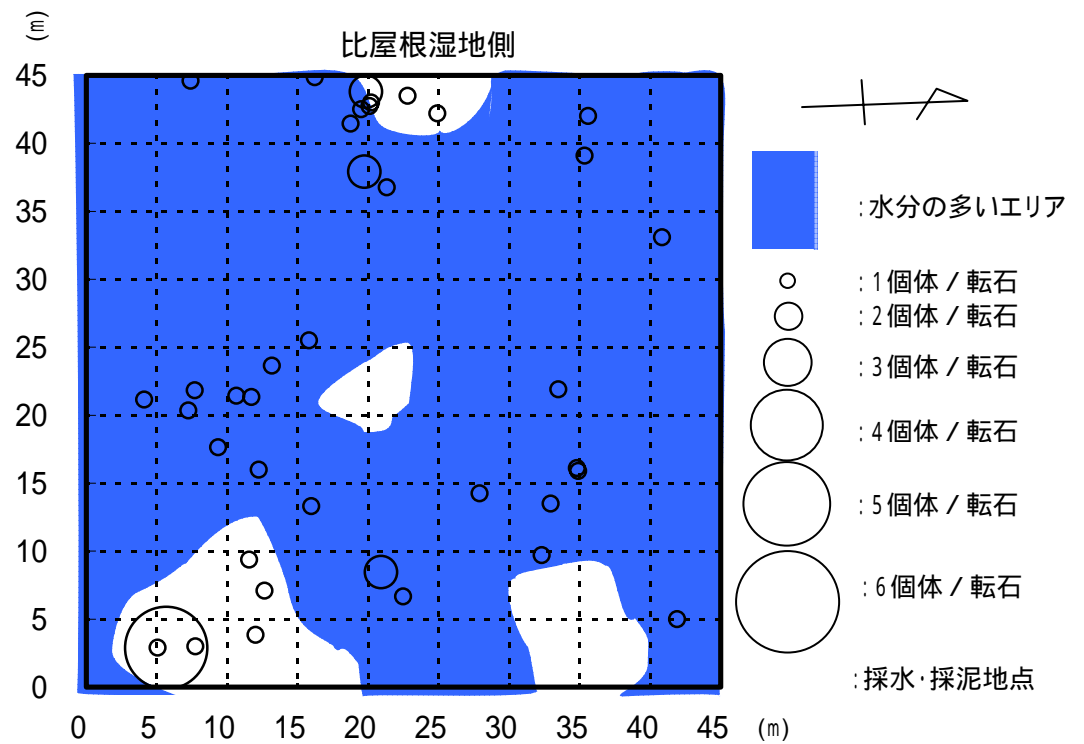 (m)
比屋根湿地側
45
40
35
30
25
20
15
10
5
0
0 5 10 15 20 25 30 35 40 45 (m)
:水分の多いエリア
:1個体 / 転石
:2個体 / 転石
:3個体 / 転石
:4個体 / 転石
:5個体 / 転石
:6個体 / 転石
:採水·採泥地点